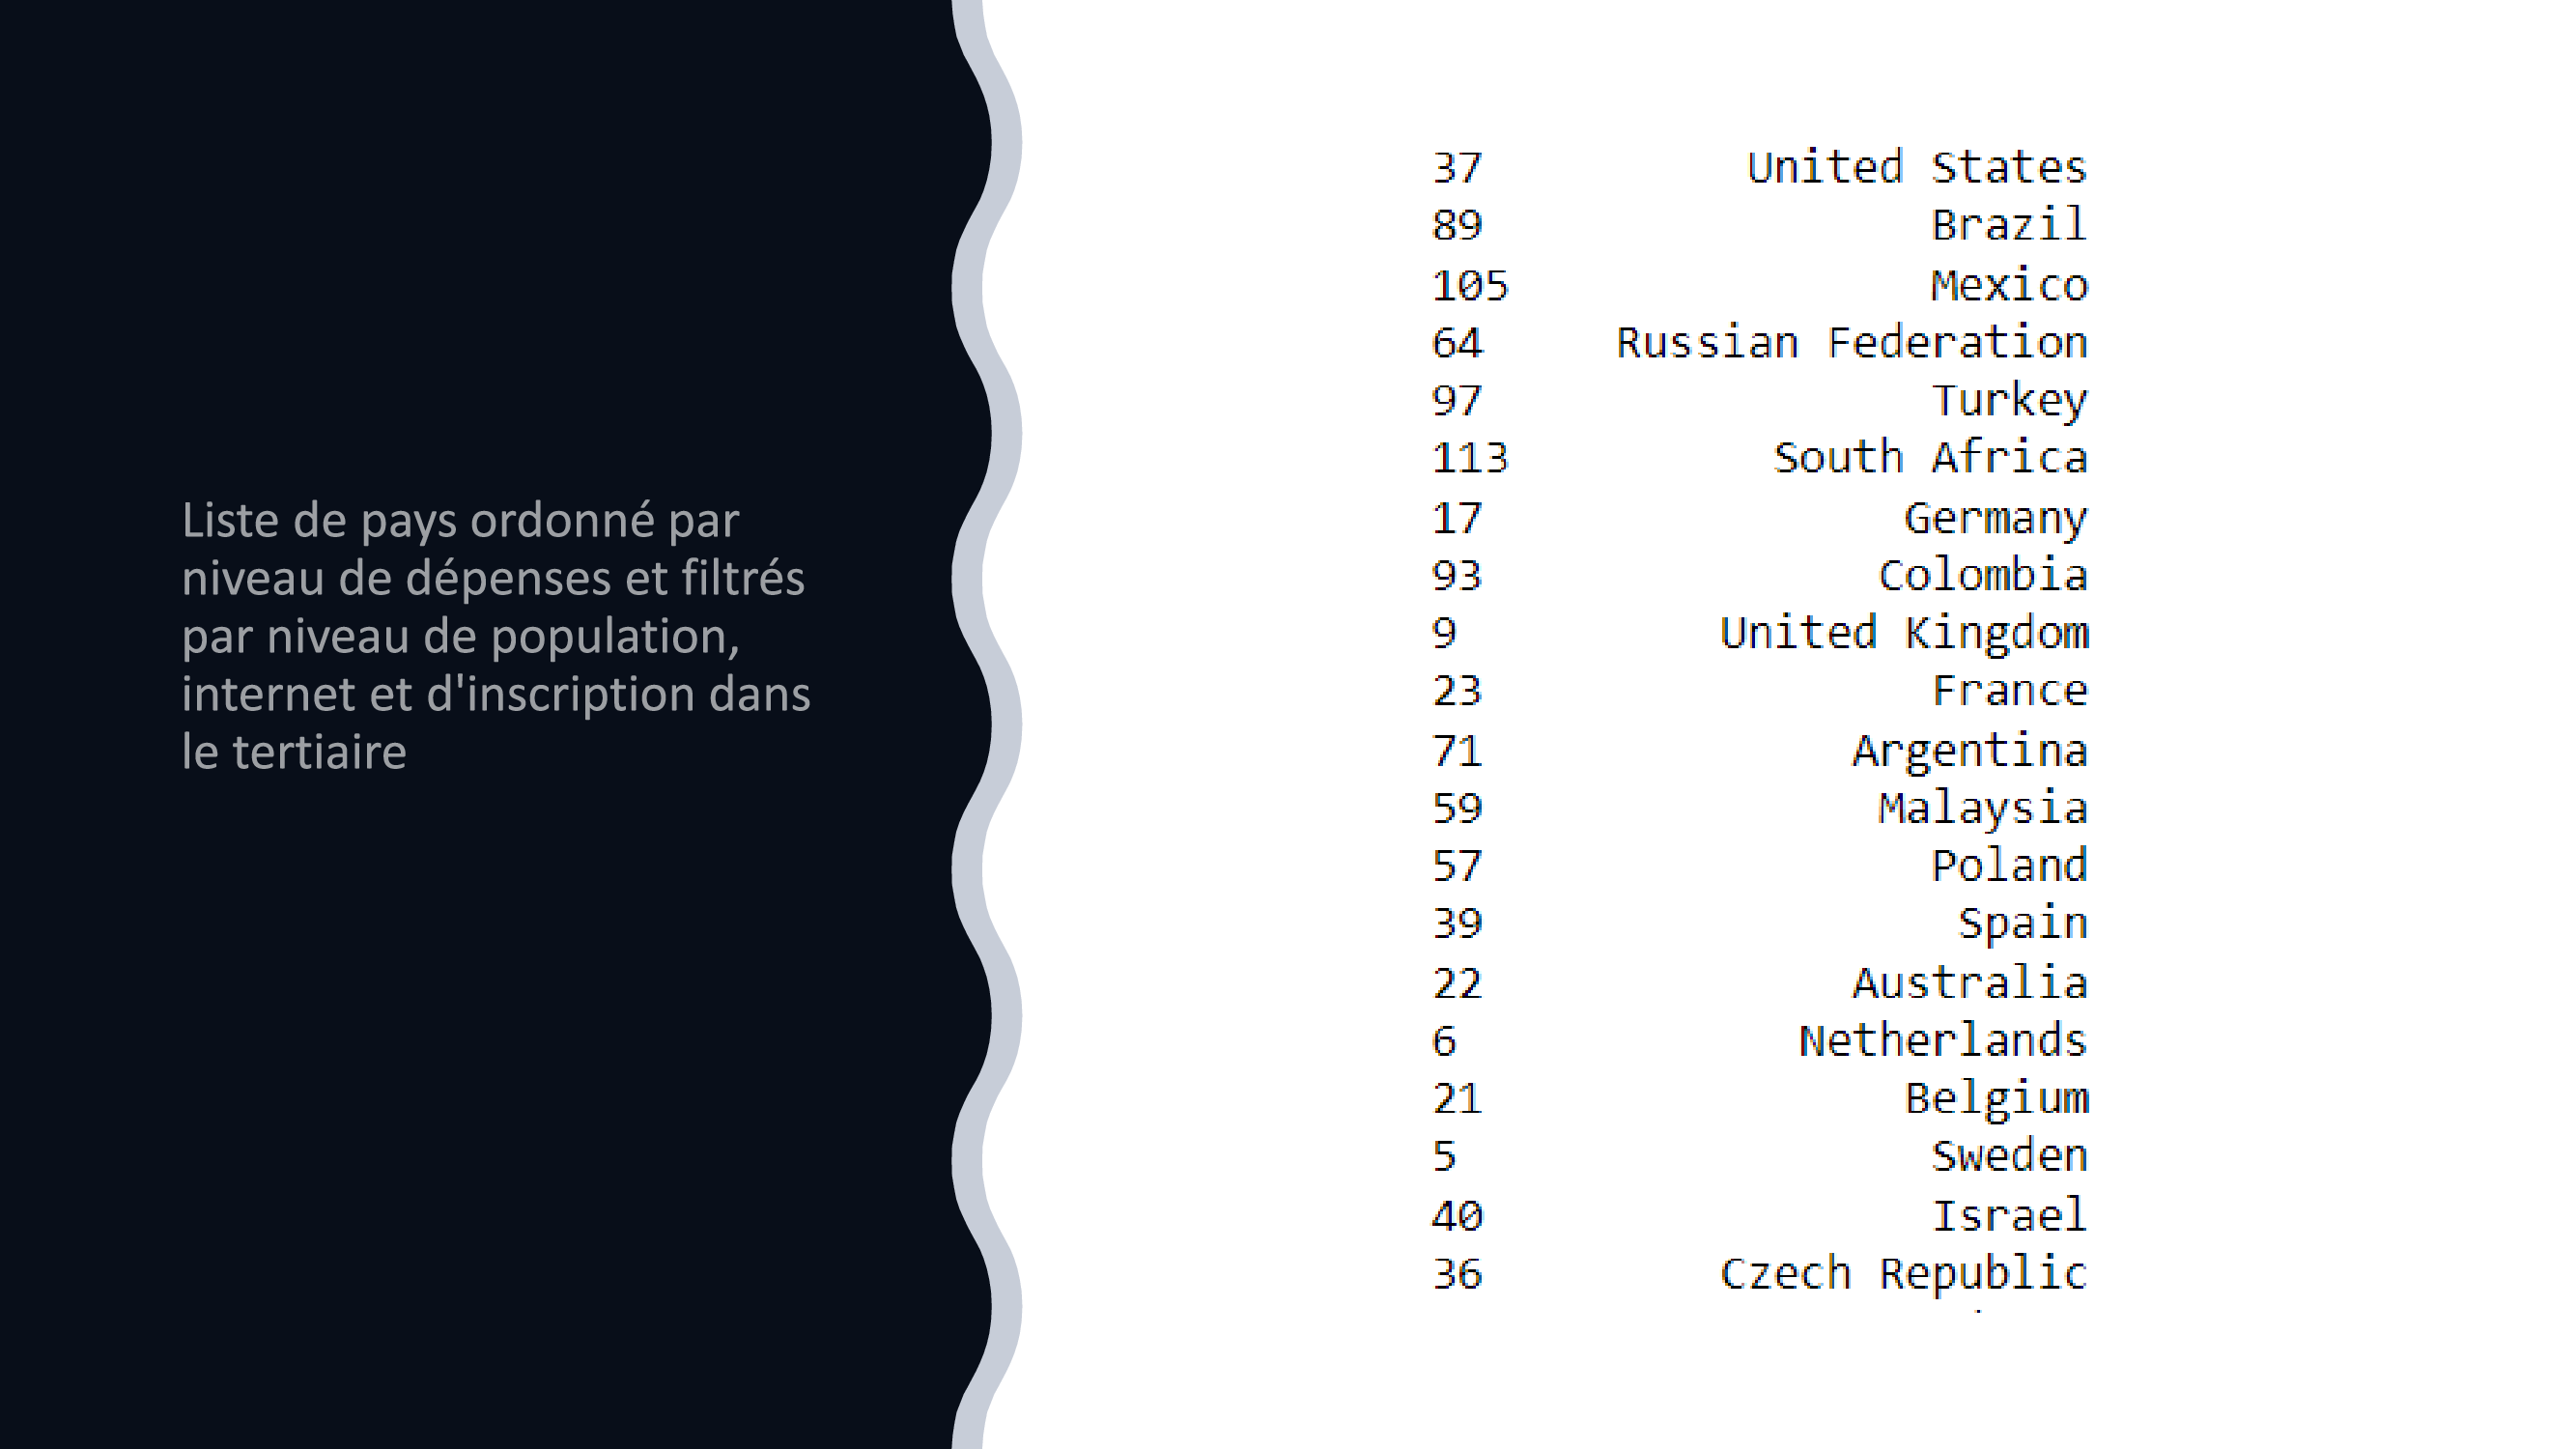 Liste de pays ordonné par
niveau de dépenses et filtrés
par niveau de population,
internet et d'inscription dans
le tertiaire
37 United States
89 Brazil
105 Mexico
64 Russian Federation
97 Turkey
113 South Africa
17 Germany
93 Colombia
9 United Kingdom
23 France
71 Argentina
59 Malaysia
57 Poland
39 Spain
22 Australia
6 Netherlands
21 Belgium
5 Sweden
40 Israel
36 Czech Republic